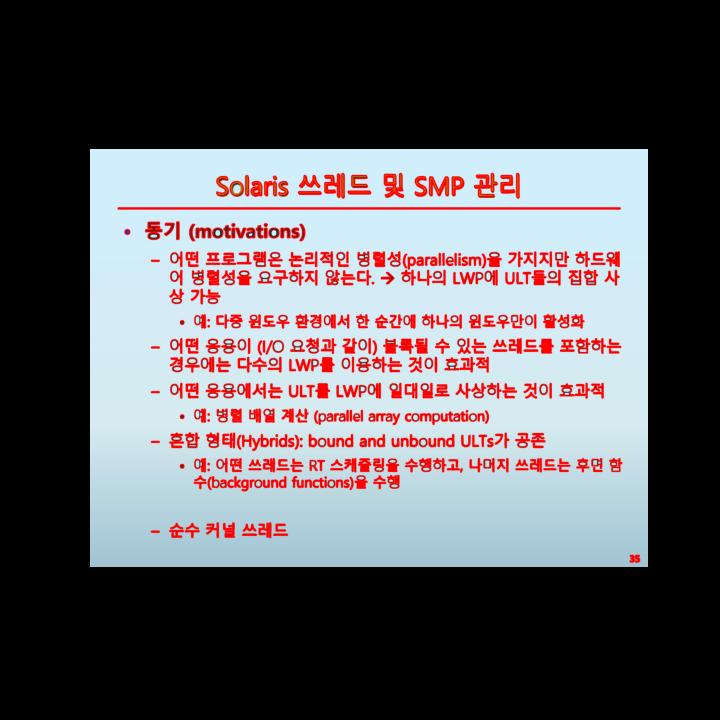 Solaris 쓰레드 및 SMP 관리
• 동기 (motivations)
– 어떤 프로그램은 논리적인 병렬성(parallelism)을 가지지만 하드웨
어 병렬성을 요구하지 않는다. → 하나의 LWP에 ULT들의 집합 사
상 가능
• 예: 다중 윈도우 환경에서 한 순간에 하나의 윈도우만이 활성화
– 어떤 응용이 (I/O 요청과 같이) 블록될 수 있는 쓰레드를 포함하는
경우에는 다수의 LWP를 이용하는 것이 효과적
– 어떤 응용에서는 ULT를 LWP에 일대일로 사상하는 것이 효과적
• 예: 병렬 배열 계산 (parallel array computation)
– 혼합 형태(Hybrids): bound and unbound ULTs가 공존
• 예: 어떤 쓰레드는 RT 스케줄링을 수행하고, 나머지 쓰레드는 후면 함
수(background functions)을 수행
– 순수 커널 쓰레드
35